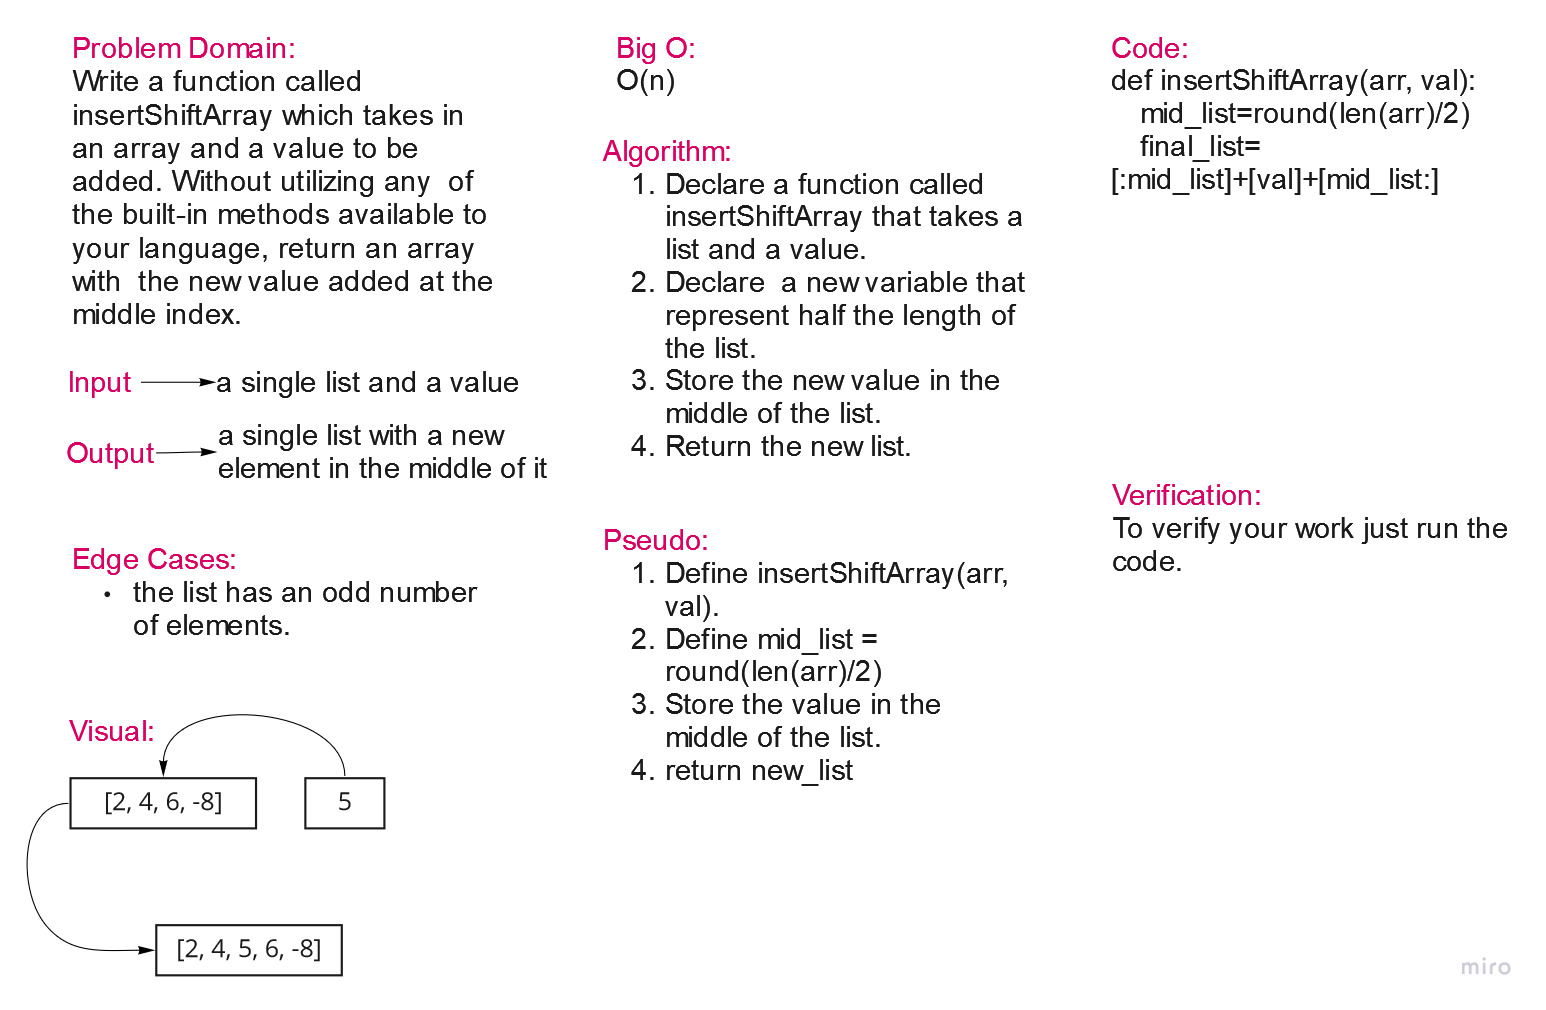 Problem Domain:
Write a function called
insertShiftArray which takes in
an array and a value to be
added. Without utilizing any  of
the built-in methods available to
your language, return an array
with  the new value added at the
middle index.
Input
a single list and a value
Output
a single list with a new
element in the middle of it
Edge Cases:
• the list has an odd number
of elements.
Visual:
[2, 4, 6, -8]
5
[2, 4, 5, 6, -8]
Big O:
O(n)
Algorithm:
1. Declare a function called
insertShiftArray that takes a
list and a value.
2. Declare  a new variable that
represent half the length of
the list.
3. Store the new value in the
middle of the list.
4. Return the new list.
Pseudo:
1. Define insertShiftArray(arr,
val).
2. Define mid_list =
round(len(arr)/2)
3. Store the value in the
middle of the list.
4. return new_list
Code:
def insertShiftArray(arr, val):
mid_list=round(len(arr)/2)
final_list=
[:mid_list]+[val]+[mid_list:]
Verification:
To verify your work just run the
code.
miro